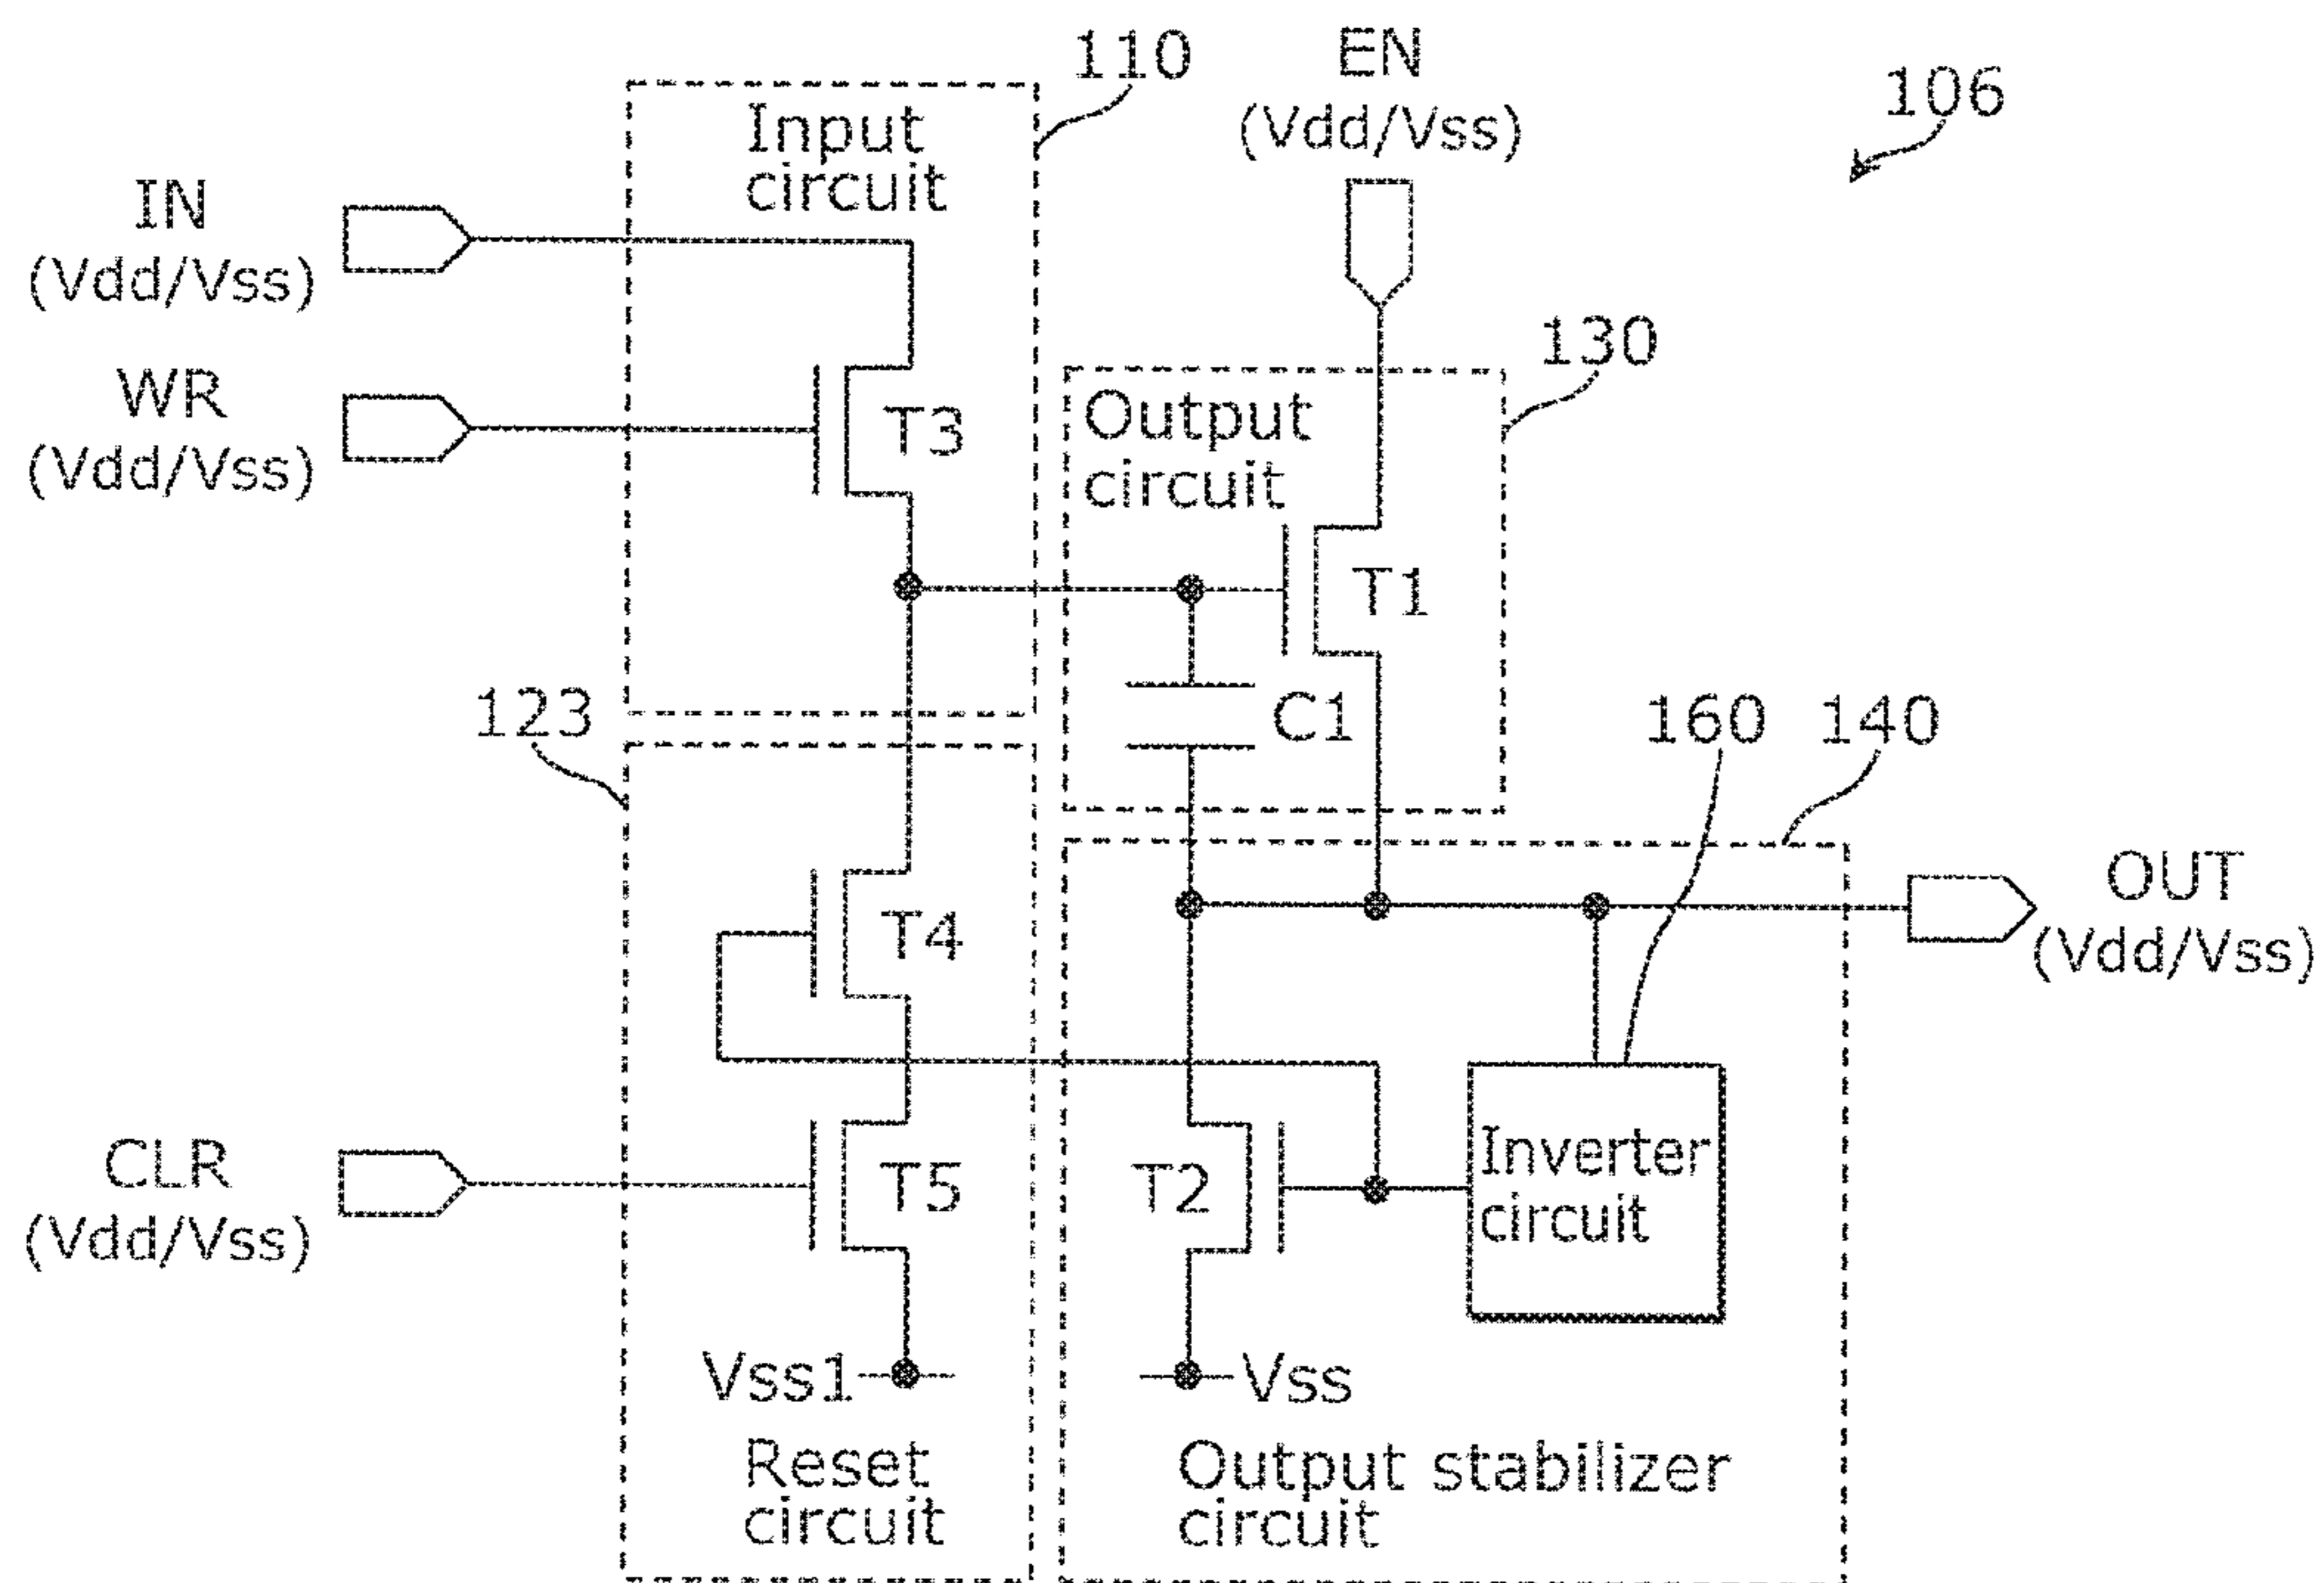 110
EN
(Vdd/Vss)
106
Input
circuit
IN
(Vdd/Vss)
130
WR
(Vdd/Vss)
T3
Output
circuit
T1
123
C1
160
140
OUT
(Vdd/Vss)
T4
CLR
(Vdd/Vss)
T5
T2
Inverter
circuit
Vss1
Vss
Reset
circuit
Output stabilizer
circuit